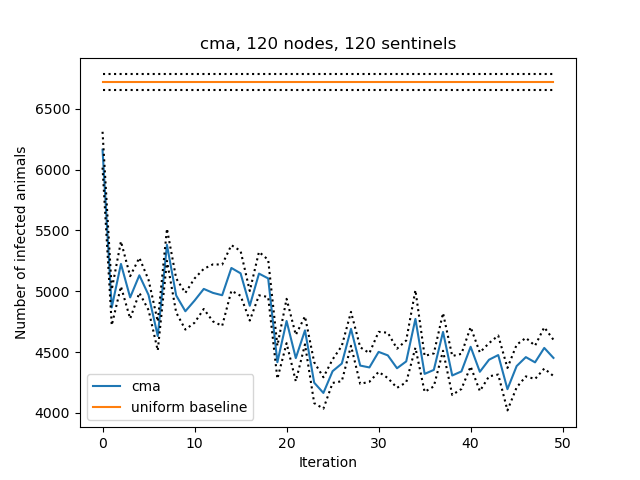 cma, 120 nodes, 120 sentinels
Number of infected animals
6500
6000
5500
5000
4500
4000
cma
uniform baseline
0 10 20 30 40 50
Iteration